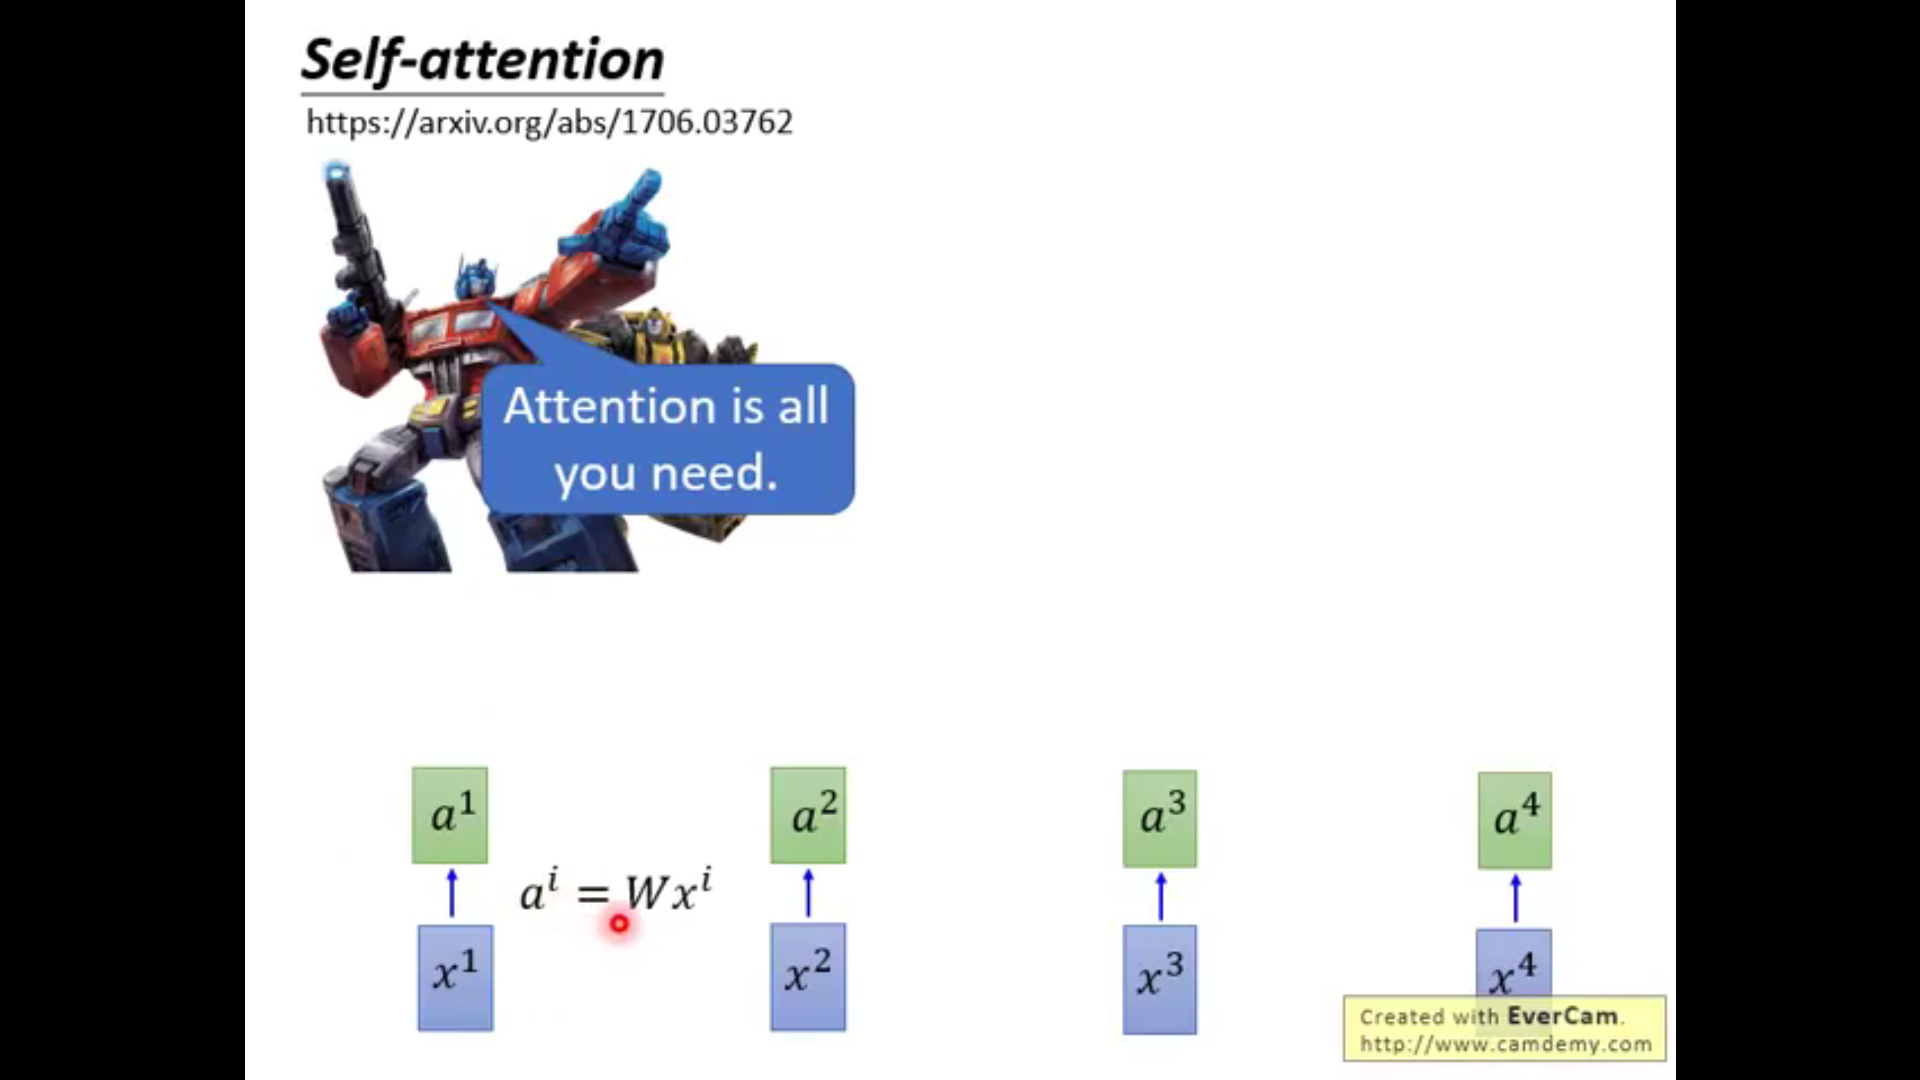 Self-attention
https://arxiv.org/abs/1706.03762
Attention is all
you need.
a¹
a²
a³
a⁴
aⁱ = Wxⁱ
x¹
x²
x³
x⁴
Created with EverCam.
http://www.camdemy.com